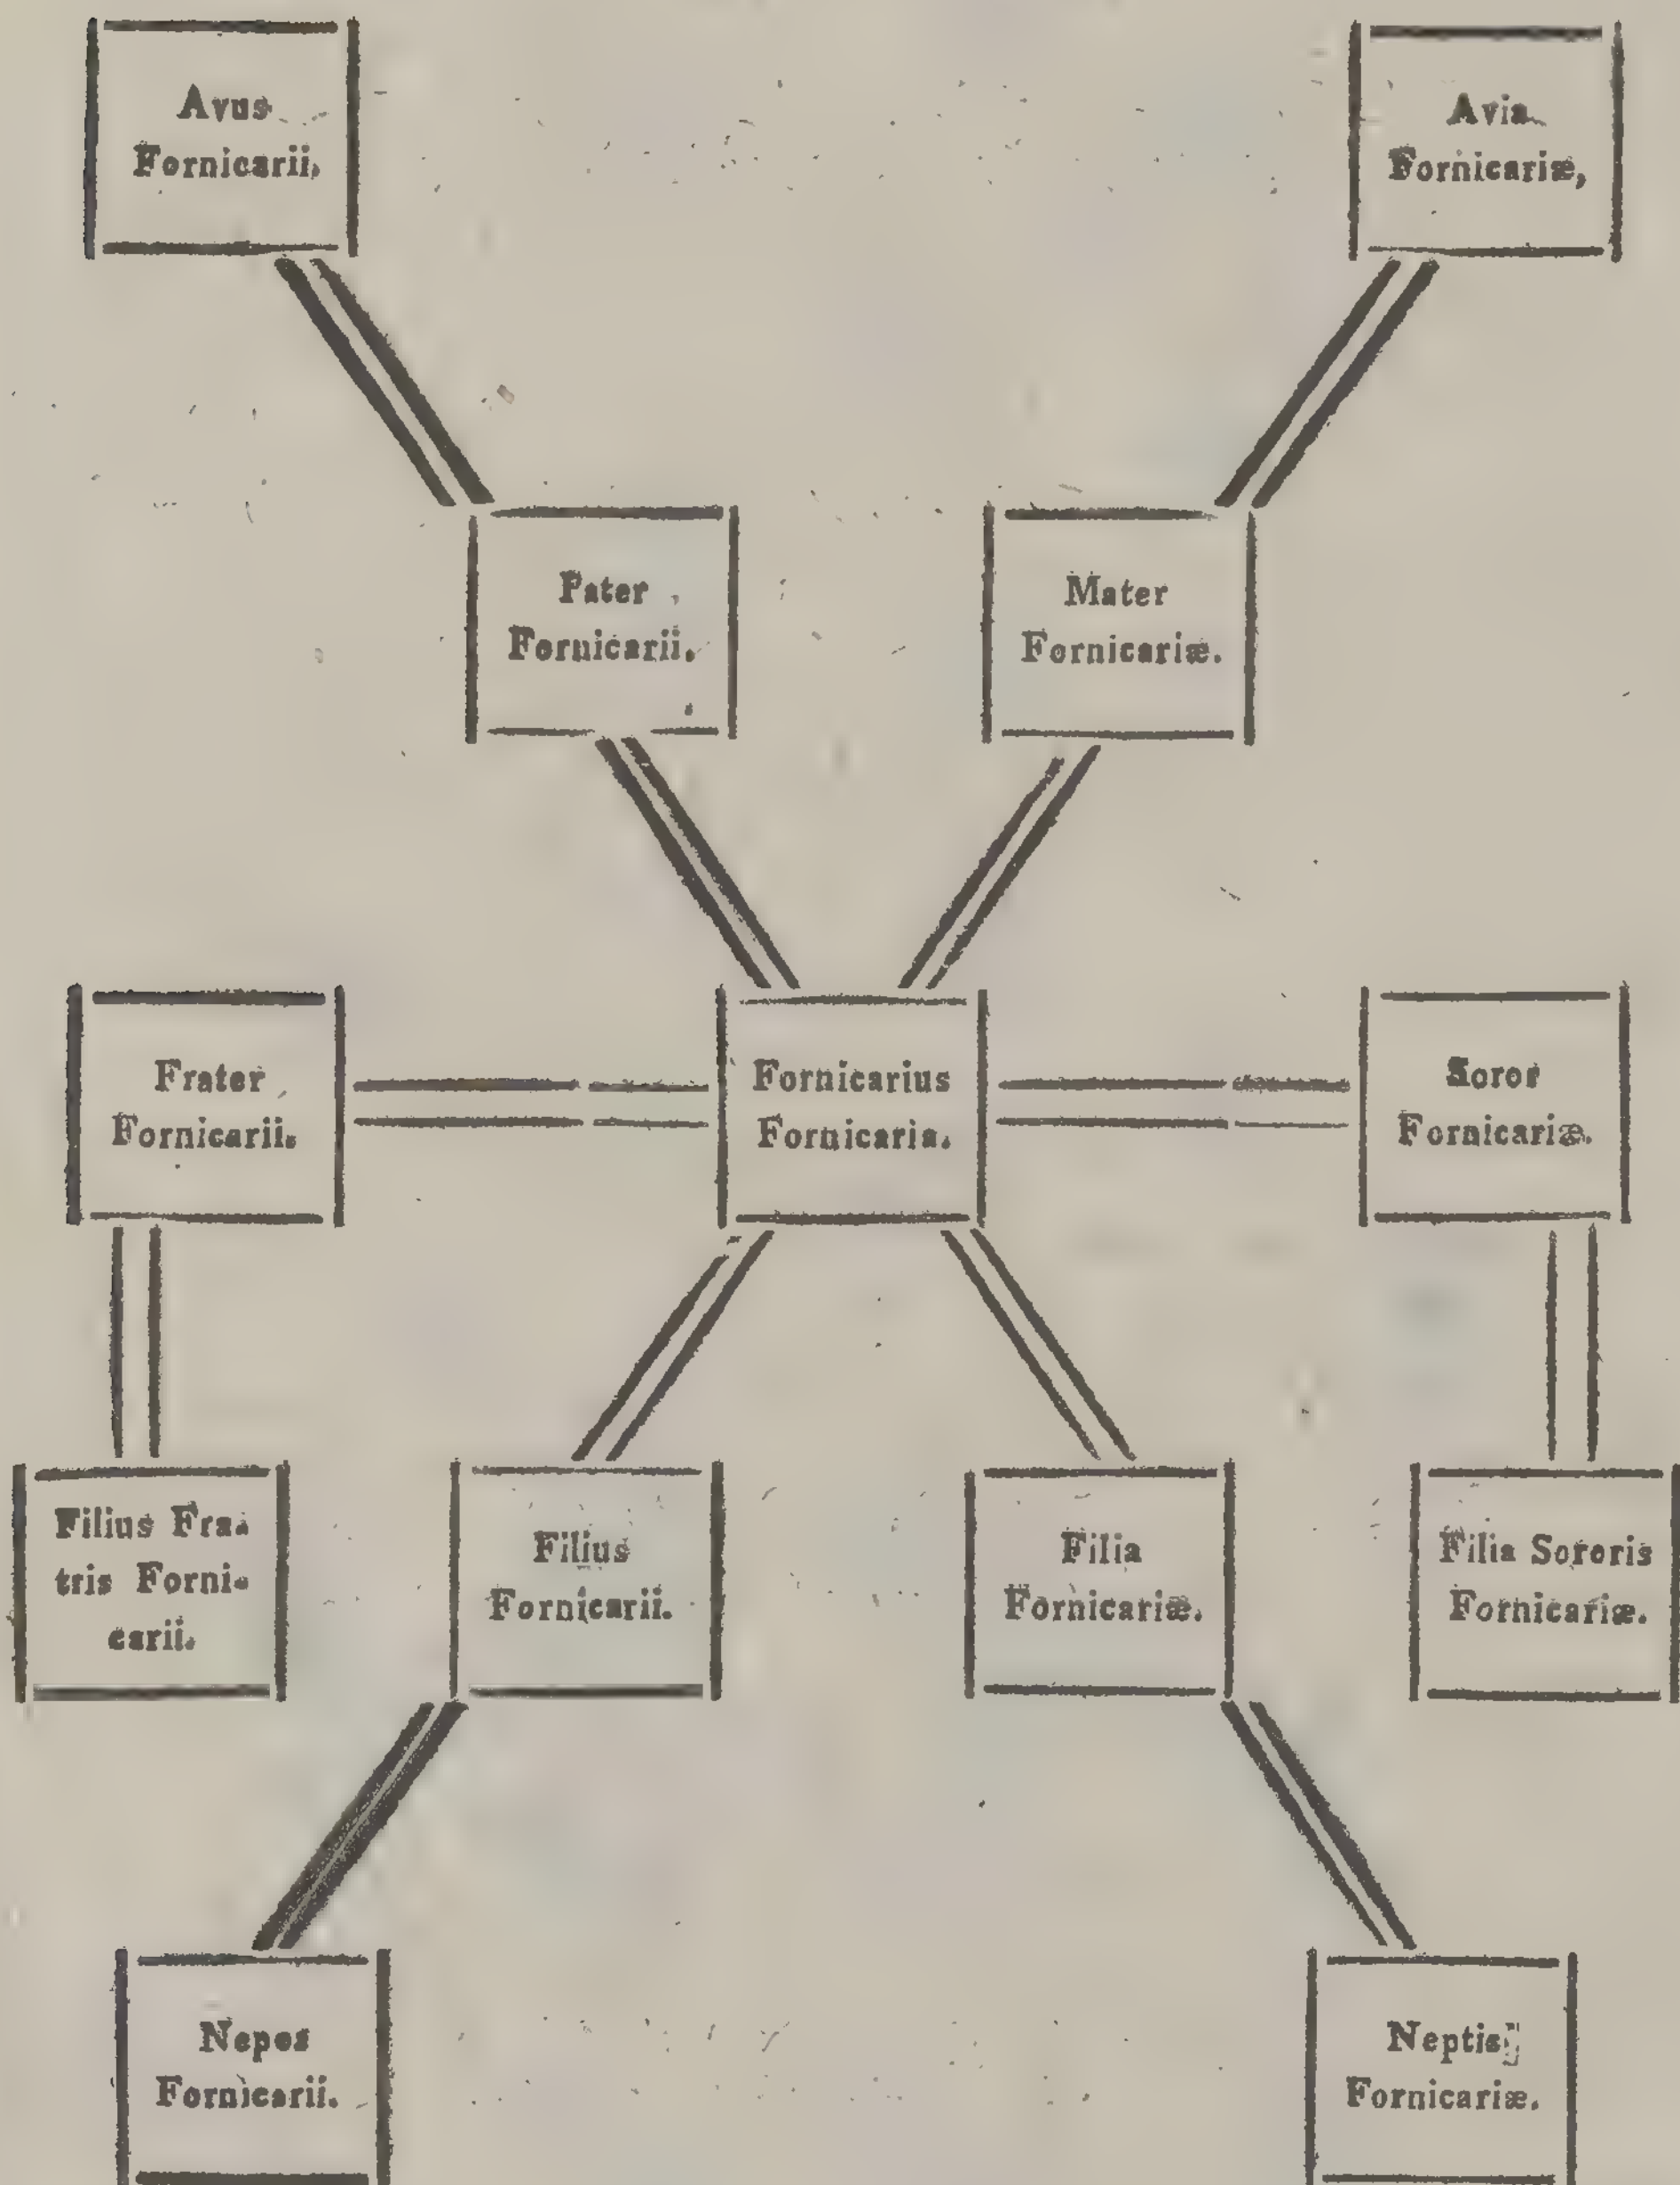 Avus
Fornicarii,
Avia
Fornicariæ,
Pater
Fornicarii.
Mater
Fornicariæ.
Frater
Fornicarii.
Fornicarius
Fornicaria.
Soror
Fornicariæ.
Filius Fra-
tris Forni-
carii.
Filius
Fornicarii.
Filia
Fornicariæ.
Filia Sororis
Fornicariæ.
Nepos
Fornicarii.
Neptis
Fornicariæ.